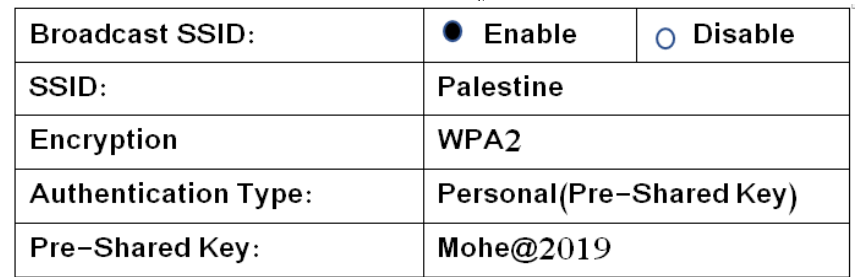 Broadcast SSID: Enable Disable
SSID: Palestine
Encryption WPA2
Authentication Type: Personal(Pre-Shared Key)
Pre-Shared Key: Mohe@2019